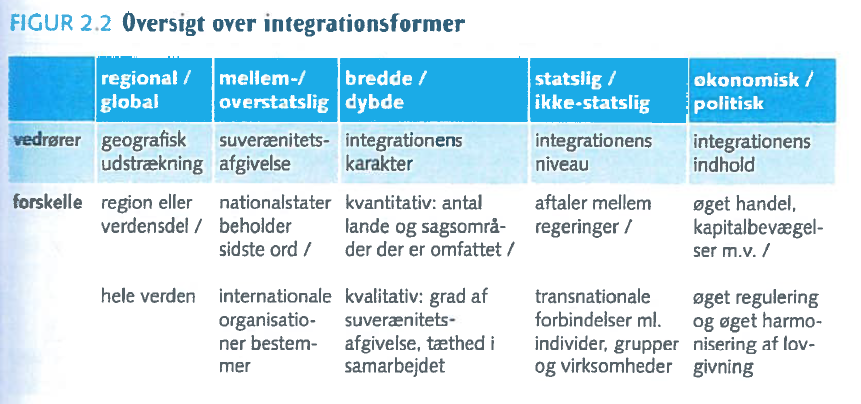 FIGUR 2.2 Oversigt over integrationsformer
regional / global
mellem-/ overstatslig
bredde / dybde
statslig / ikke-statslig
økonomisk / politisk
vedrører
geografisk udstrækning
suverænitets- afgivelse
integrationens karakter
integrationens niveau
integrationens indhold
forskelle
region eller
verdensdel /
hele verden
nationalstater
beholder
sidste ord /
internationale
organisatio-
ner bestem-
mer
kvantitativ: antal
lande og sagsområ-
der der er omfattet /
kvalitativ: grad af
suverænitets-
afgivelse, tæthed i
samarbejdet
aftaler mellem
regeringer /
transnationale
forbindelser ml.
individer, grupper
og virksomheder
øget handel,
kapitalbevægel-
ser m.v. /
øget regulering
og øget harmo-
nisering af lov-
givning